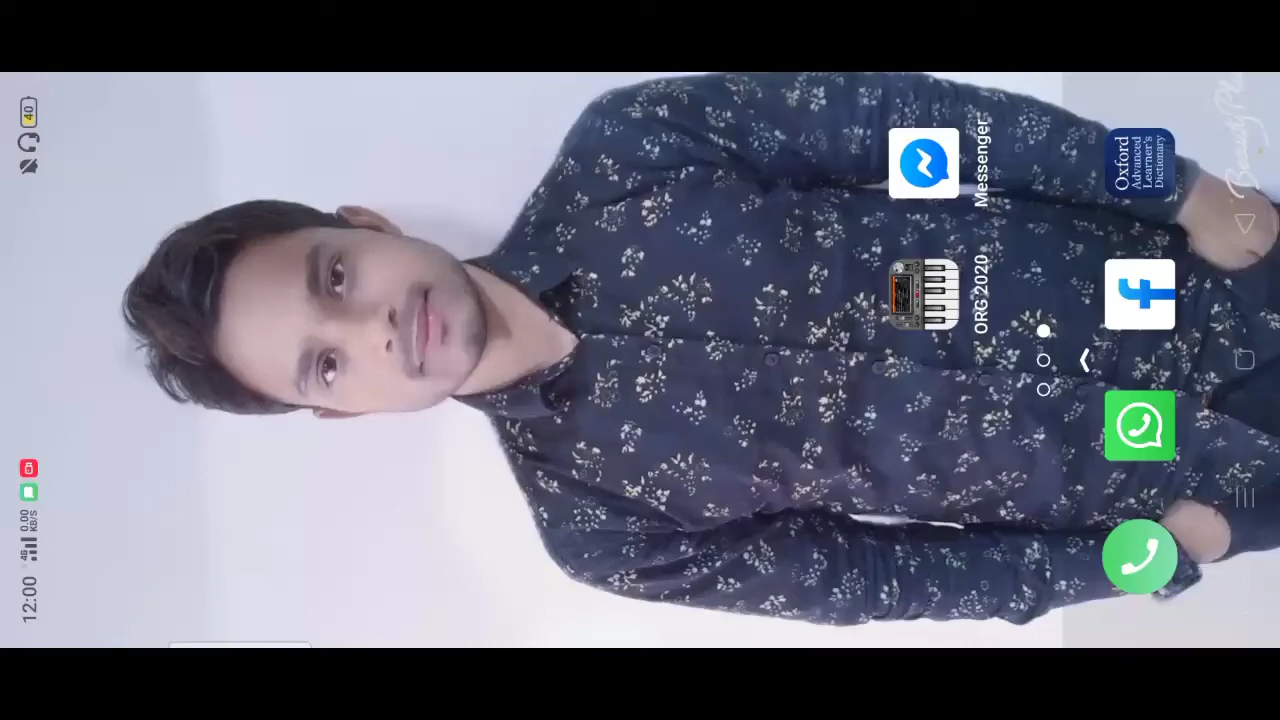 12:00
4G
0.00
KB/S
40
ORG 2020
Messenger
Oxford
Advanced
Learner's
Dictionary